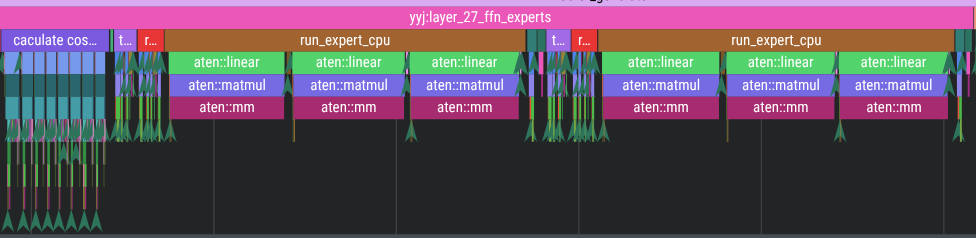 yyj:layer_27_ffn_experts
caculate cos... t... r... run_expert_cpu t... r... run_expert_cpu
aten::linear aten::linear aten::linear aten::linear aten::linear aten::linear
aten::matmul aten::matmul aten::matmul aten::matmul aten::matmul aten::matmul
aten::mm aten::mm aten::mm aten::mm aten::mm aten::mm